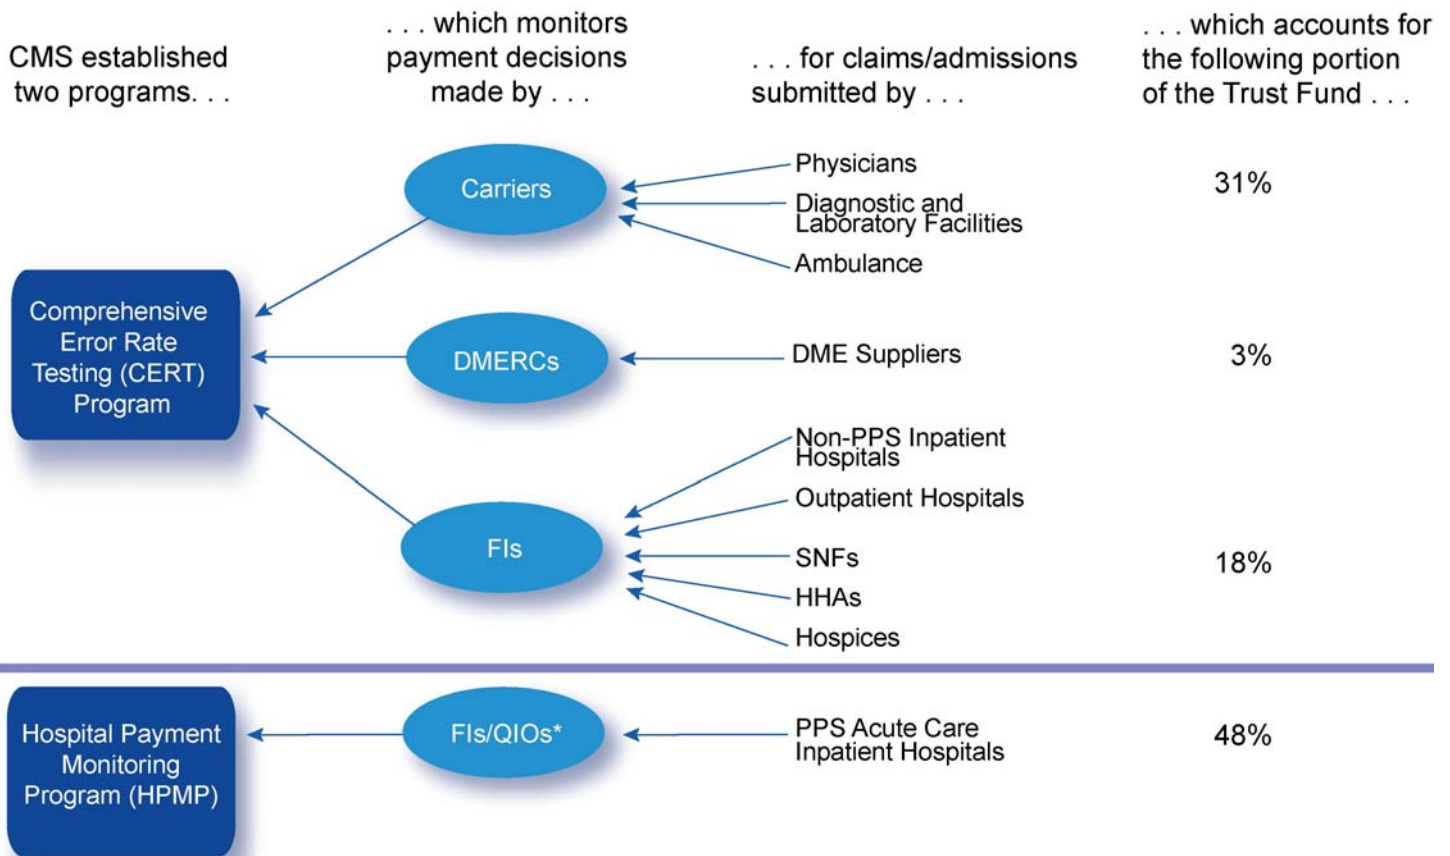 CMS established
two programs. . .
. . . which monitors
payment decisions
made by . . .
. . . for claims/admissions
submitted by . . .
. . . which accounts for
the following portion
of the Trust Fund . . .
Comprehensive
Error Rate
Testing (CERT)
Program
Carriers
Physicians
Diagnostic and
Laboratory Facilities
Ambulance
31%
DMERCs
DME Suppliers
3%
FIs
Non-PPS Inpatient
Hospitals
Outpatient Hospitals
SNFs
HHAs
Hospices
18%
Hospital Payment
Monitoring
Program (HPMP)
FIs/QIOs*
PPS Acute Care
Inpatient Hospitals
48%